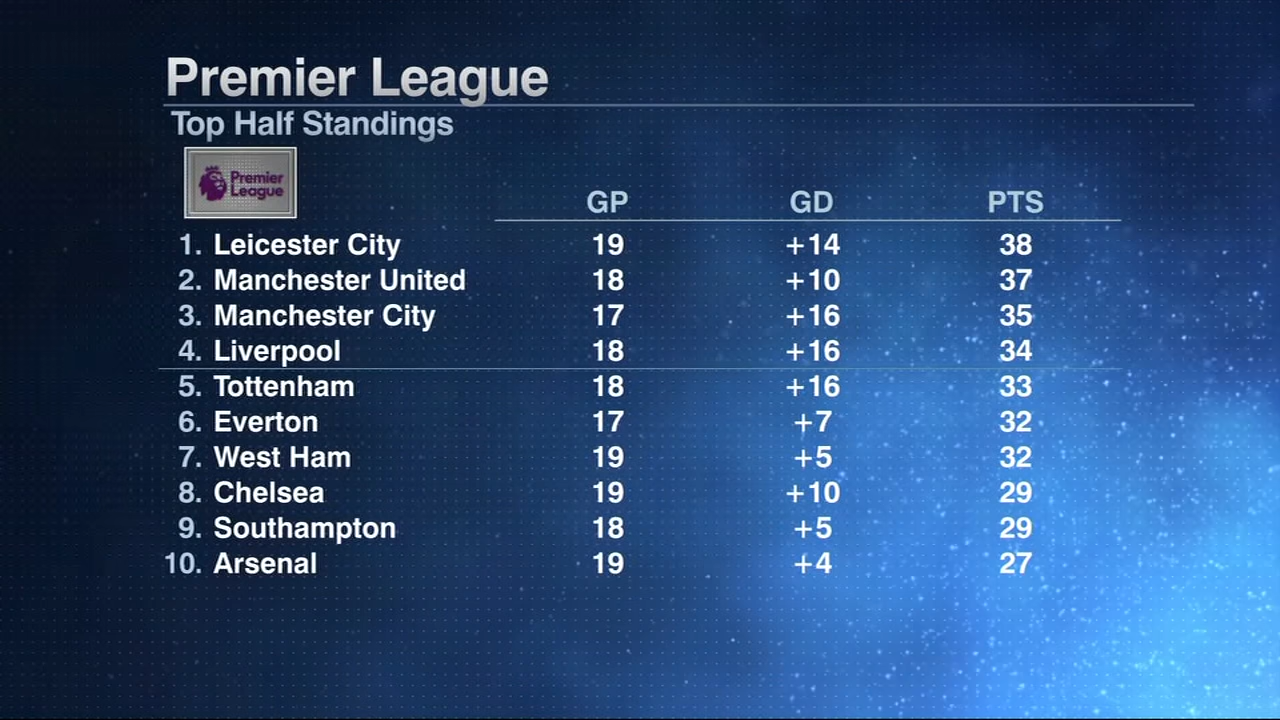 Premier League
Top Half Standings
Premier
League
GP GD PTS
1. Leicester City 19 +14 38
2. Manchester United 18 +10 37
3. Manchester City 17 +16 35
4. Liverpool 18 +16 34
5. Tottenham 18 +16 33
6. Everton 17 +7 32
7. West Ham 19 +5 32
8. Chelsea 19 +10 29
9. Southampton 18 +5 29
10. Arsenal 19 +4 27